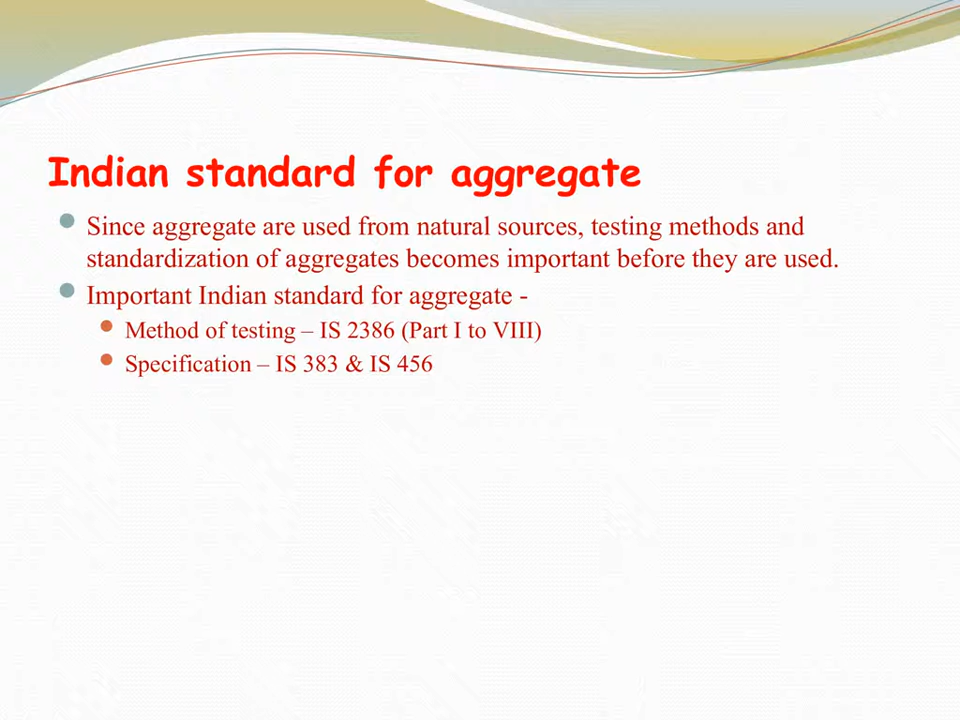 Indian standard for aggregate
Since aggregate are used from natural sources, testing methods and
standardization of aggregates becomes important before they are used.
Important Indian standard for aggregate -
Method of testing – IS 2386 (Part I to VIII)
Specification – IS 383 & IS 456